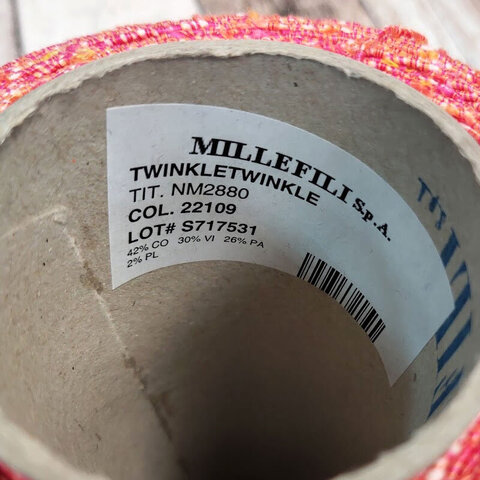 MILLEFILI S.p.A.
TWINKLETWINKLE
TIT. NM2880
COL. 22109
LOT# S717531
42% CO 30% VI 26% PA
2% PL